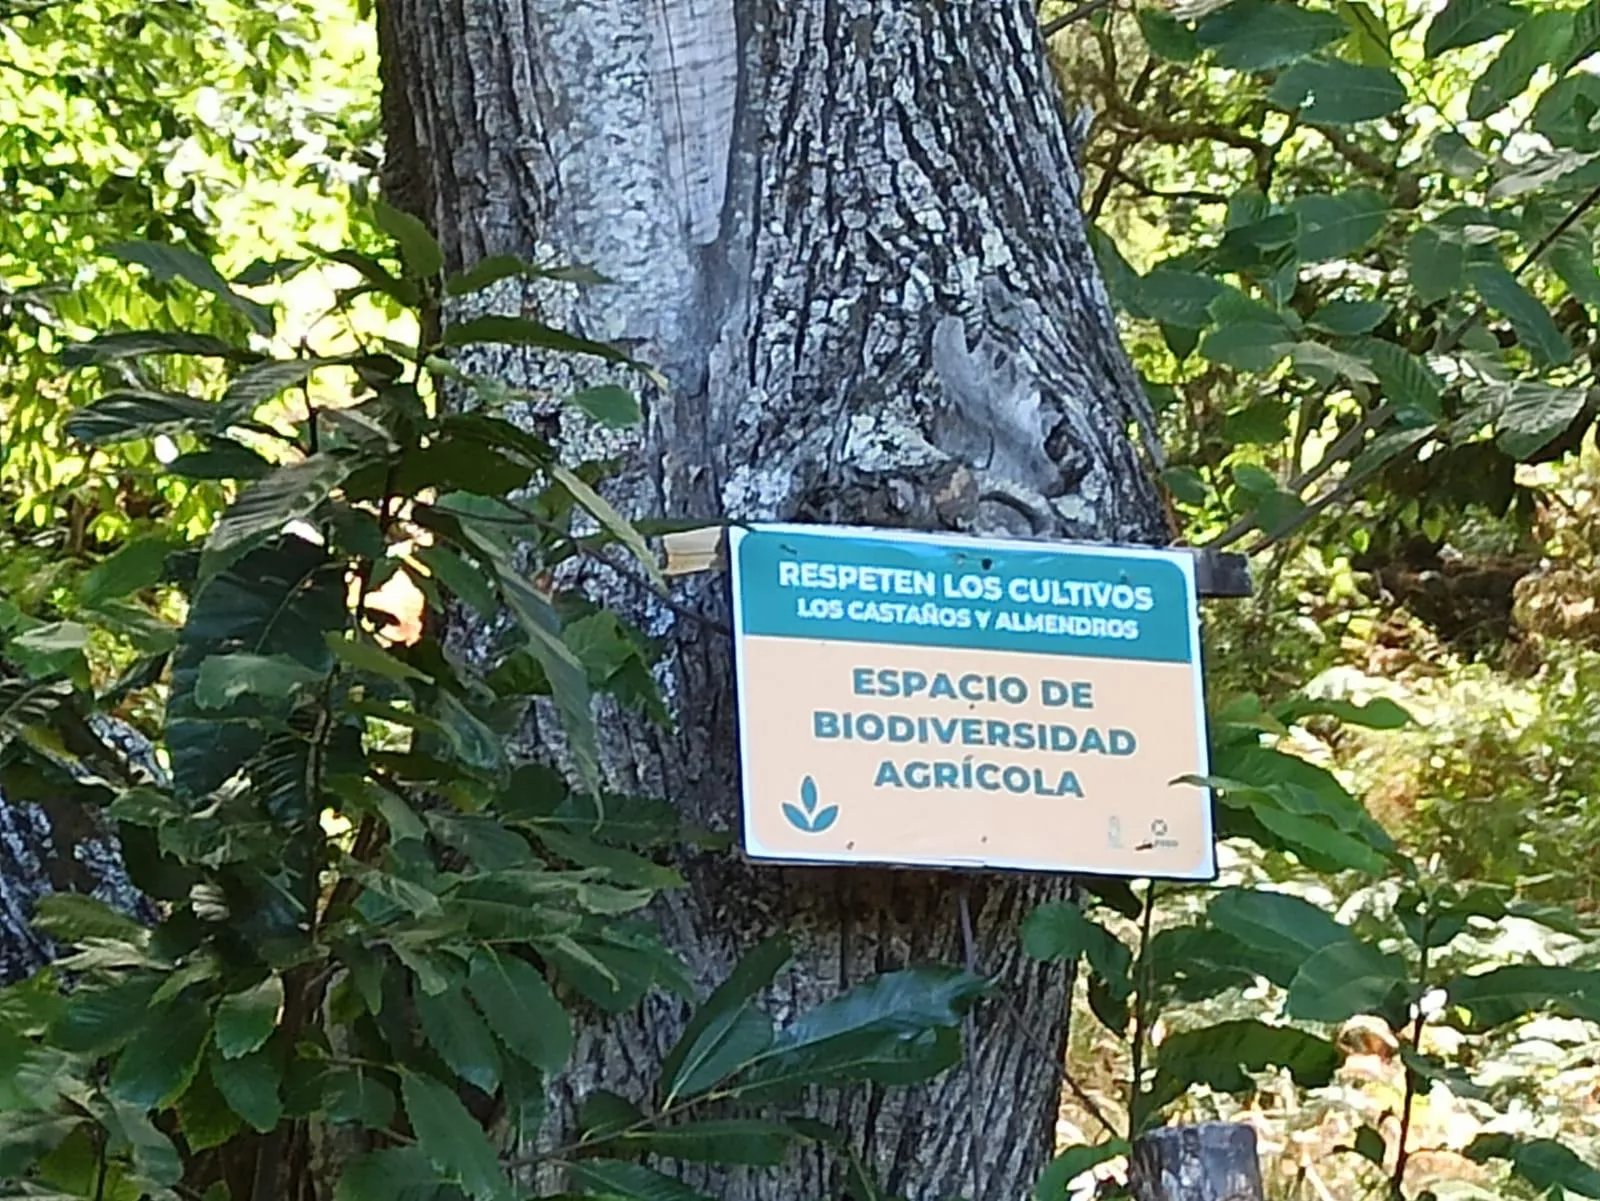 RESPETEN LOS CULTIVOS
LOS CASTAÑOS Y ALMENDROS
ESPACIO DE
BIODIVERSIDAD
AGRÍCOLA